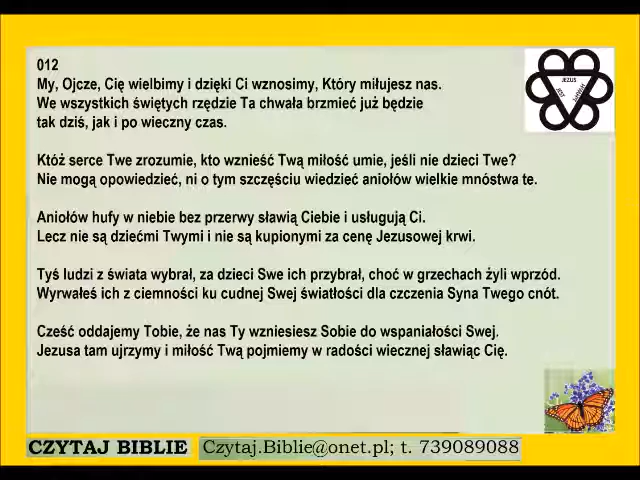 012
My, Ojcze, Cię wielbimy i dzięki Ci wznosimy, Który miłujesz nas.
We wszystkich świętych rzędzie Ta chwała brzmieć już będzie
tak dziś, jak i po wieczny czas.
Któż serce Twe zrozumie, kto wznieść Twą miłość umie, jeśli nie dzieci Twe?
Nie mogą opowiedzieć, ni o tym szczęściu wiedzieć aniołów wielkie mnóstwa te.
Aniołów hufy w niebie bez przerwy sławią Ciebie i usługują Ci.
Lecz nie są dziećmi Twymi i nie są kupionymi za cenę Jezusowej krwi.
Tyś ludzi z świata wybrał, za dzieci Swe ich przybrał, choć w grzechach żyli wprzód.
Wyrwałeś ich z ciemności ku cudnej Swej światłości dla czczenia Syna Twego cnót.
Cześć oddajemy Tobie, że nas Ty wzniesiesz Sobie do wspaniałości Swej.
Jezusa tam ujrzymy i miłość Twą pojmiemy w radości wiecznej sławiąc Cię.
JEZUS
JEST
CZYTAJ BIBLIE Czytaj.Biblie@onet.pl; t. 739089088